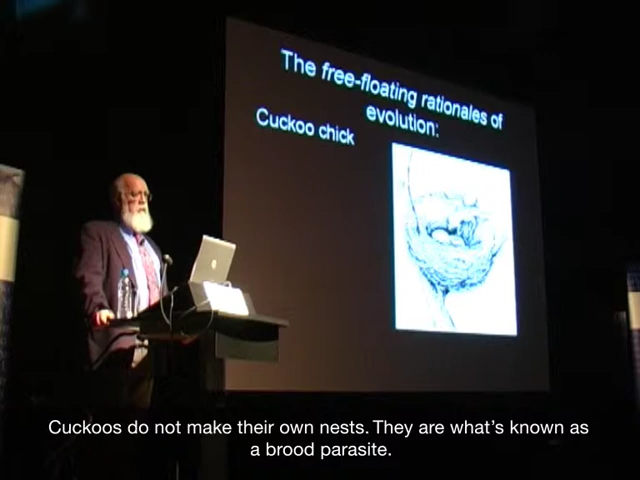 The free-floating rationales of
evolution:
Cuckoo chick
Cuckoos do not make their own nests. They are what's known as
a brood parasite.